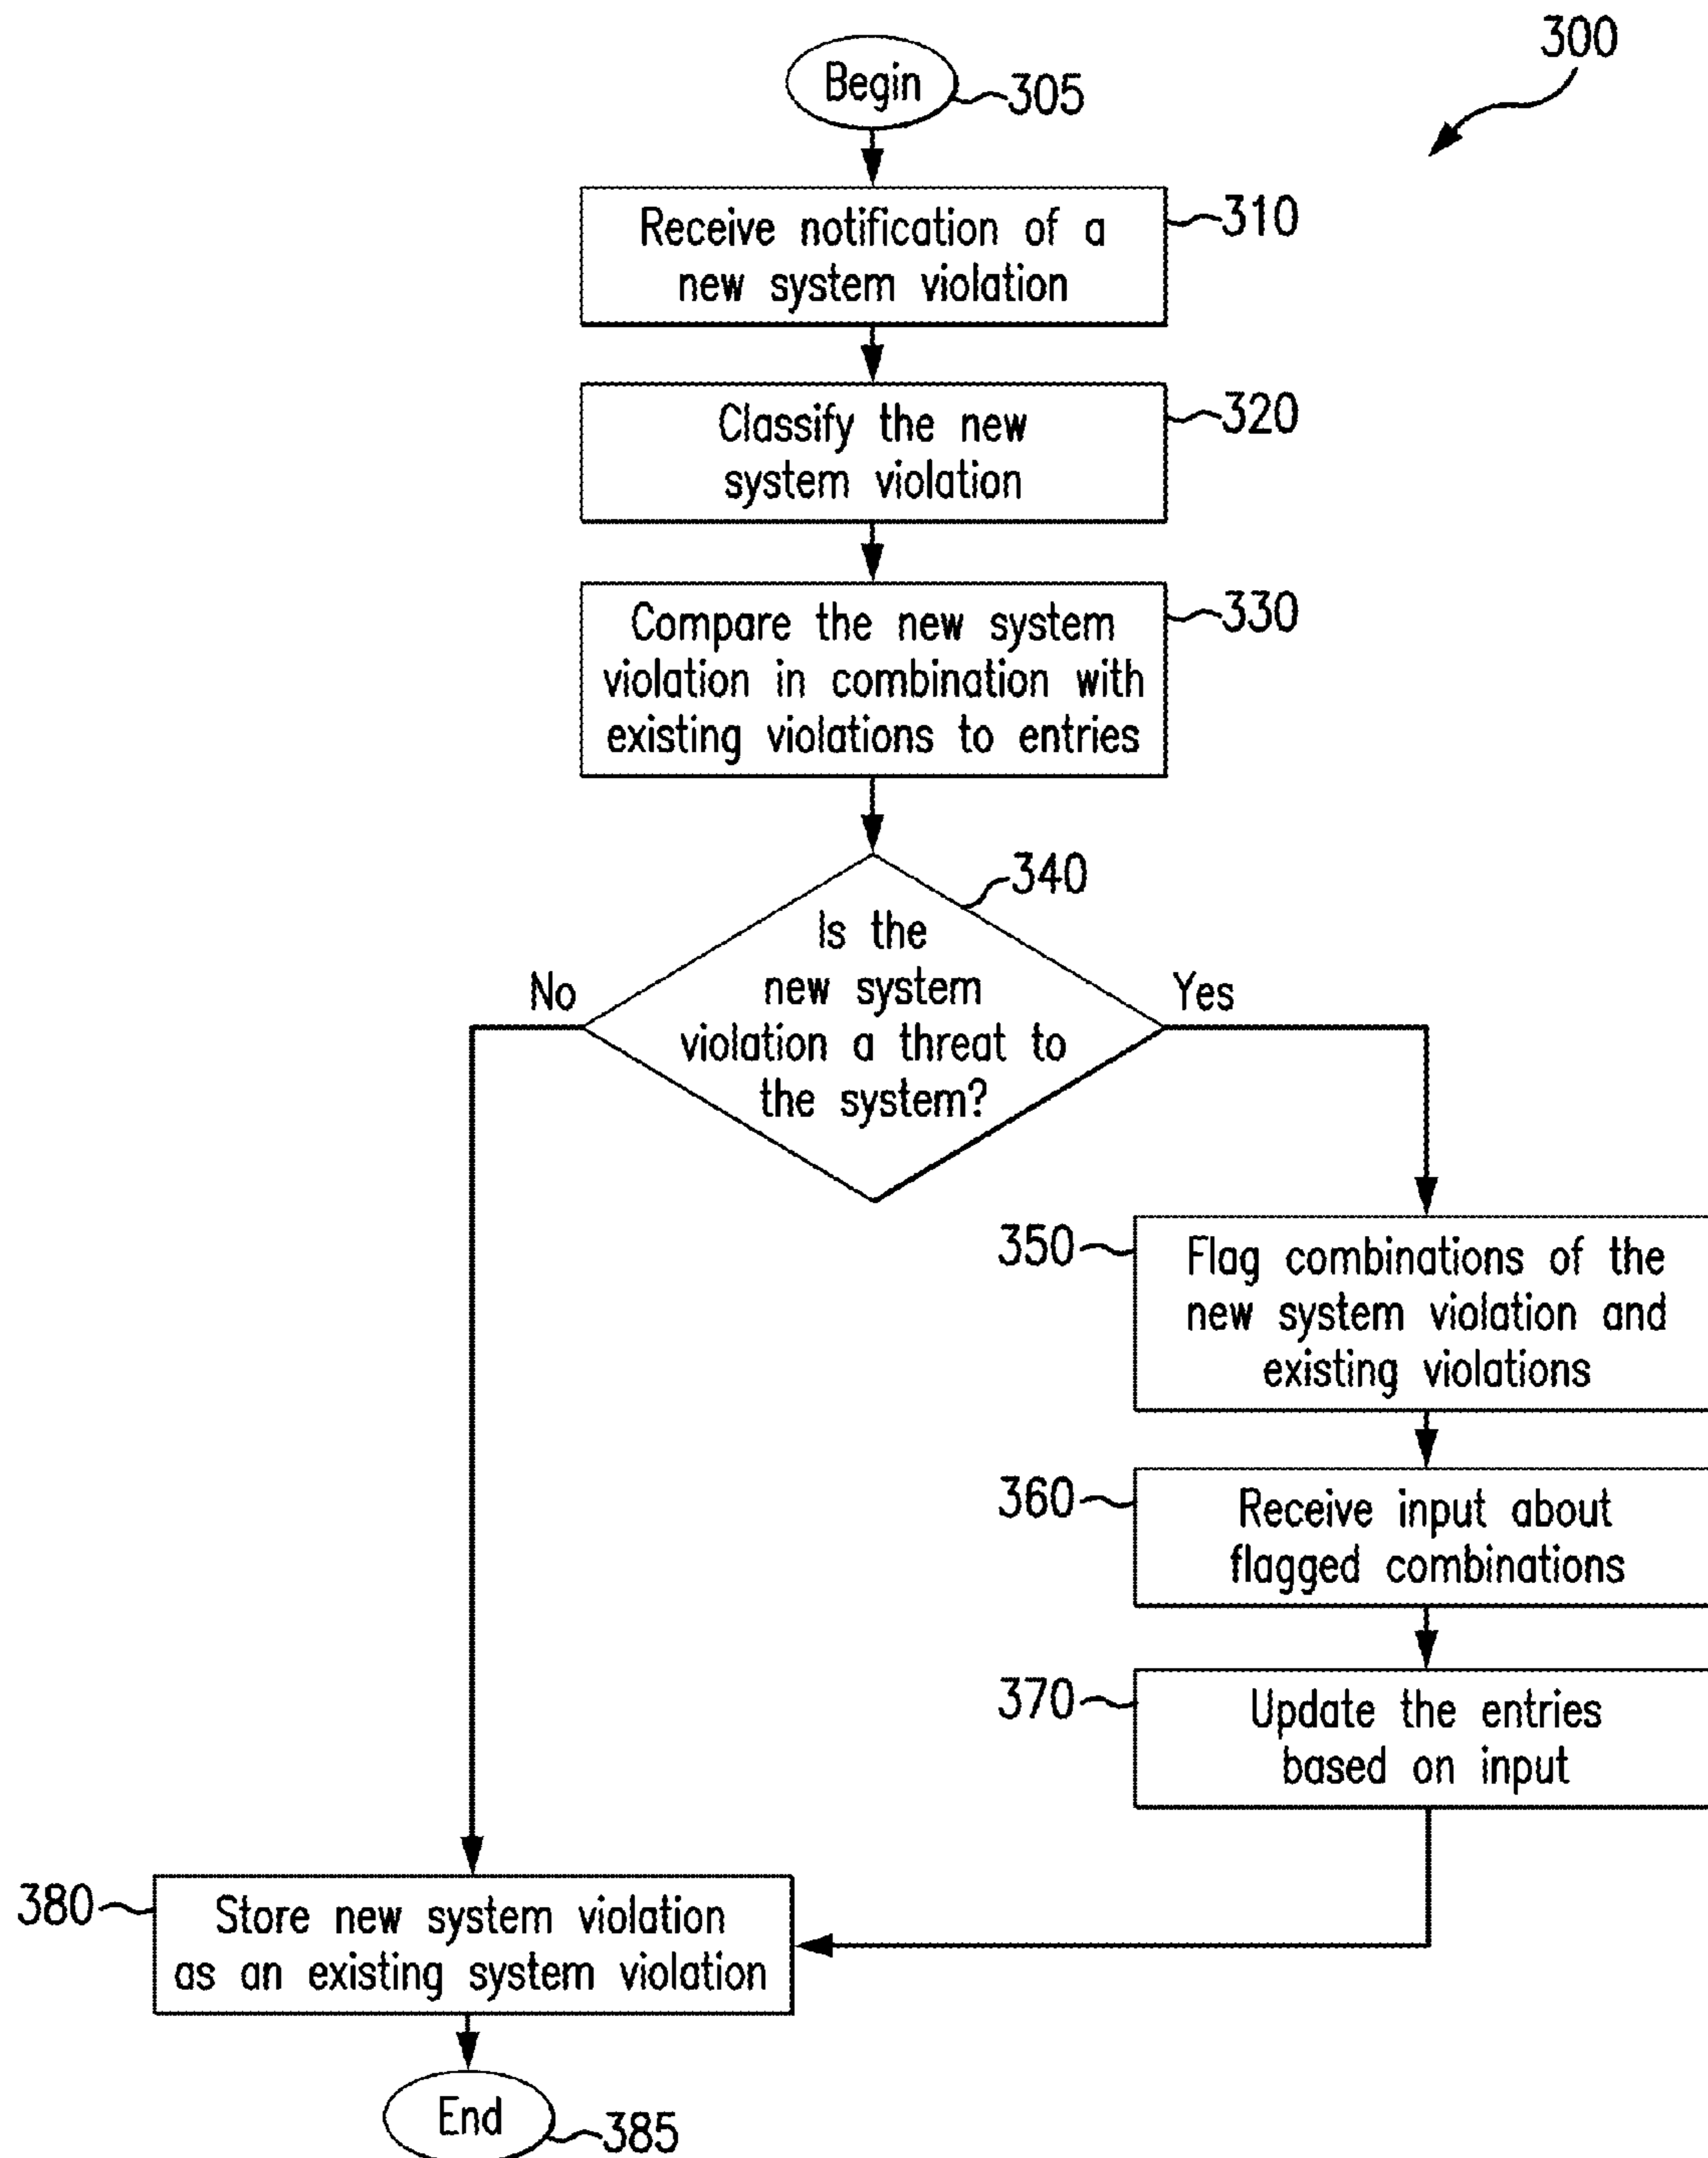 300
Begin
305
Receive notification of a
new system violation
310
Classify the new
system violation
320
Compare the new system
violation in combination with
existing violations to entries
330
340
Is the
new system
violation a threat to
the system?
No
Yes
350
Flag combinations of the
new system violation and
existing violations
360
Receive input about
flagged combinations
370
Update the entries
based on input
380
Store new system violation
as an existing system violation
End
385